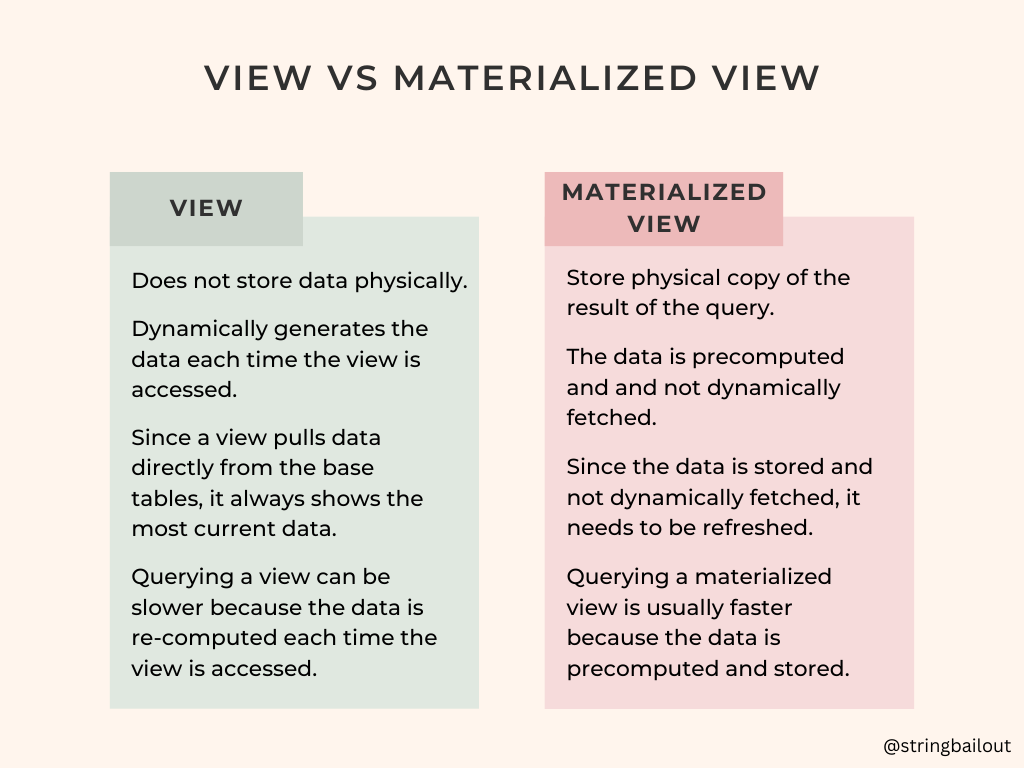 VIEW VS MATERIALIZED VIEW
VIEW
Does not store data physically.
Dynamically generates the
data each time the view is
accessed.
Since a view pulls data
directly from the base
tables, it always shows the
most current data.
Querying a view can be
slower because the data is
re-computed each time the
view is accessed.
MATERIALIZED
VIEW
Store physical copy of the
result of the query.
The data is precomputed
and and not dynamically
fetched.
Since the data is stored and
not dynamically fetched, it
needs to be refreshed.
Querying a materialized
view is usually faster
because the data is
precomputed and stored.
@stringbailout